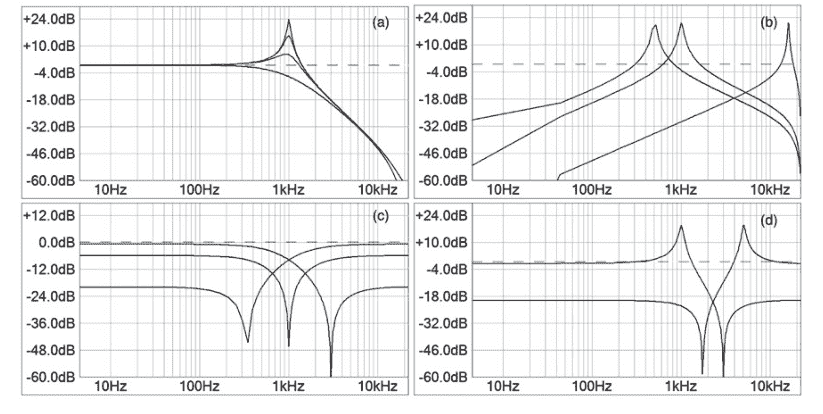 +24.0dB
(a)
+10.0dB
-4.0dB
-18.0dB
-32.0dB
-46.0dB
-60.0dB
10Hz 100Hz 1kHz 10kHz
+24.0dB
(b)
+10.0dB
-4.0dB
-18.0dB
-32.0dB
-46.0dB
-60.0dB
10Hz 100Hz 1kHz 10kHz
+12.0dB
(c)
0.0dB
-12.0dB
-24.0dB
-36.0dB
-48.0dB
-60.0dB
10Hz 100Hz 1kHz 10kHz
+24.0dB
(d)
+10.0dB
-4.0dB
-18.0dB
-32.0dB
-46.0dB
-60.0dB
10Hz 100Hz 1kHz 10kHz